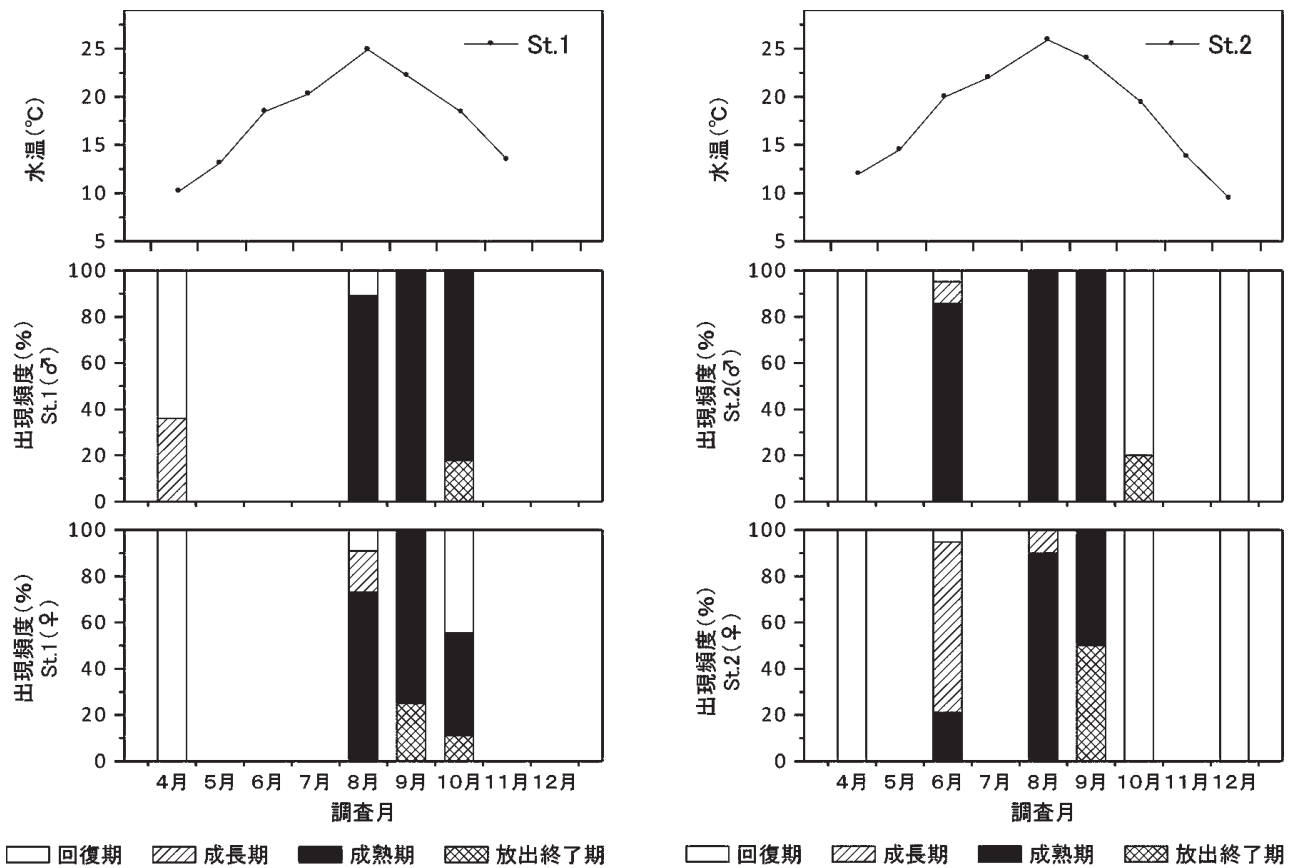 25
20
15
10
5
水温(℃)
St.1
100
80
60
40
20
0
出現頻度(%)
St.1(♂)
100
80
60
40
20
0
出現頻度(%)
St.1(♀)
4月 5月 6月 7月 8月 9月 10月 11月 12月
調査月
回復期 成長期 成熟期 放出終了期
25
20
15
10
5
水温(℃)
St.2
100
80
60
40
20
0
出現頻度(%)
St.2(♂)
100
80
60
40
20
0
出現頻度(%)
St.2(♀)
4月 5月 6月 7月 8月 9月 10月 11月 12月
調査月
回復期 成長期 成熟期 放出終了期